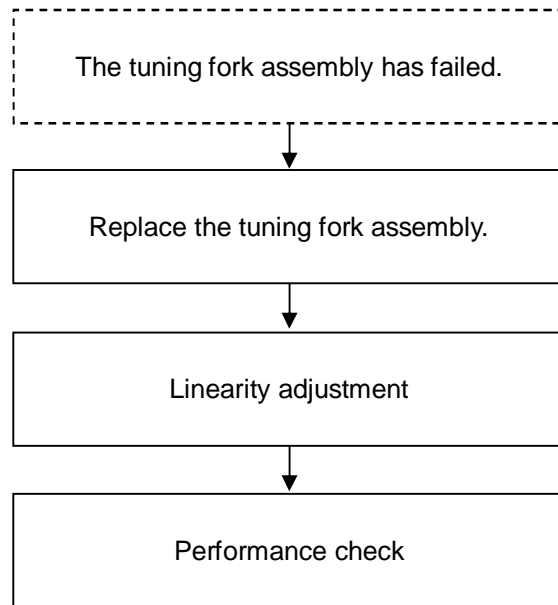 The tuning fork assembly has failed.
Replace the tuning fork assembly.
Linearity adjustment
Performance check